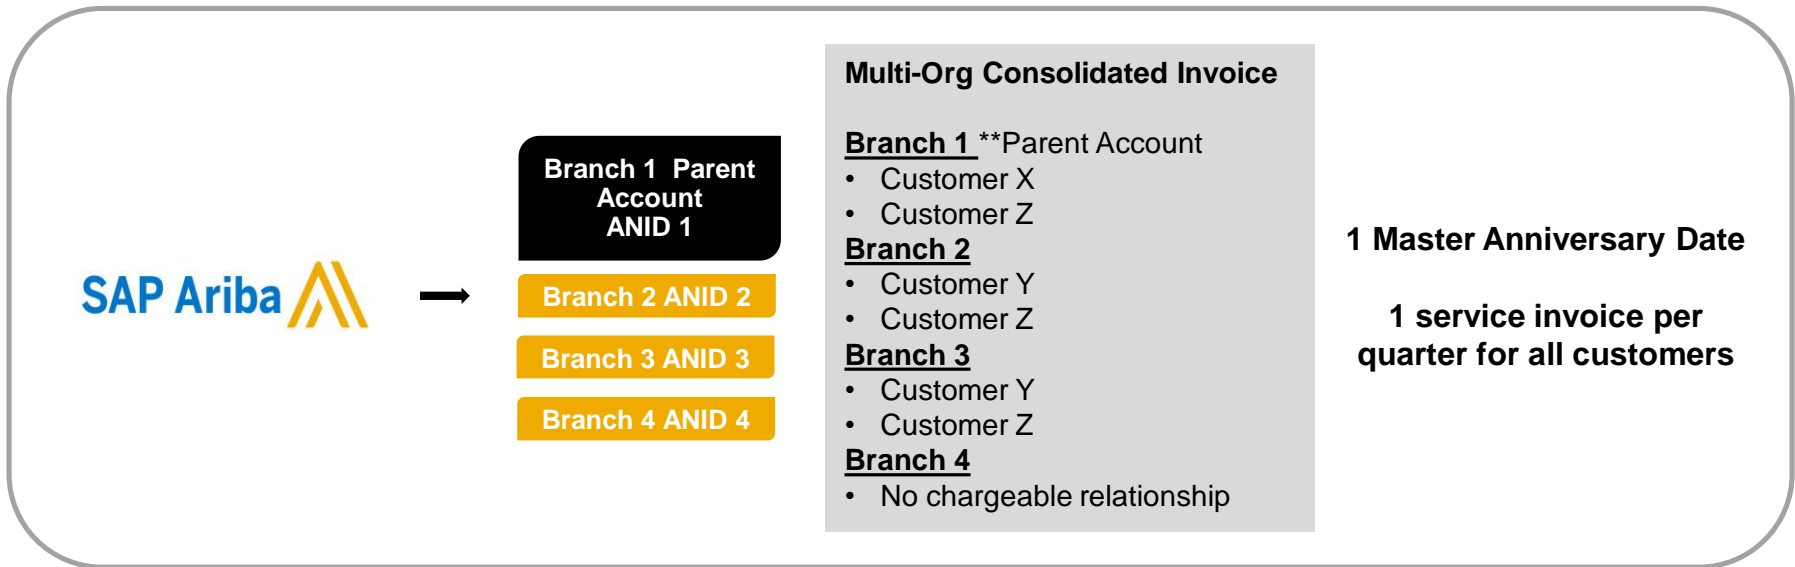 SAP Ariba
Branch 1 Parent
Account
ANID 1
Branch 2 ANID 2
Branch 3 ANID 3
Branch 4 ANID 4
Multi-Org Consolidated Invoice
Branch 1 **Parent Account
• Customer X
• Customer Z
Branch 2
• Customer Y
• Customer Z
Branch 3
• Customer Y
• Customer Z
Branch 4
• No chargeable relationship
1 Master Anniversary Date
1 service invoice per
quarter for all customers